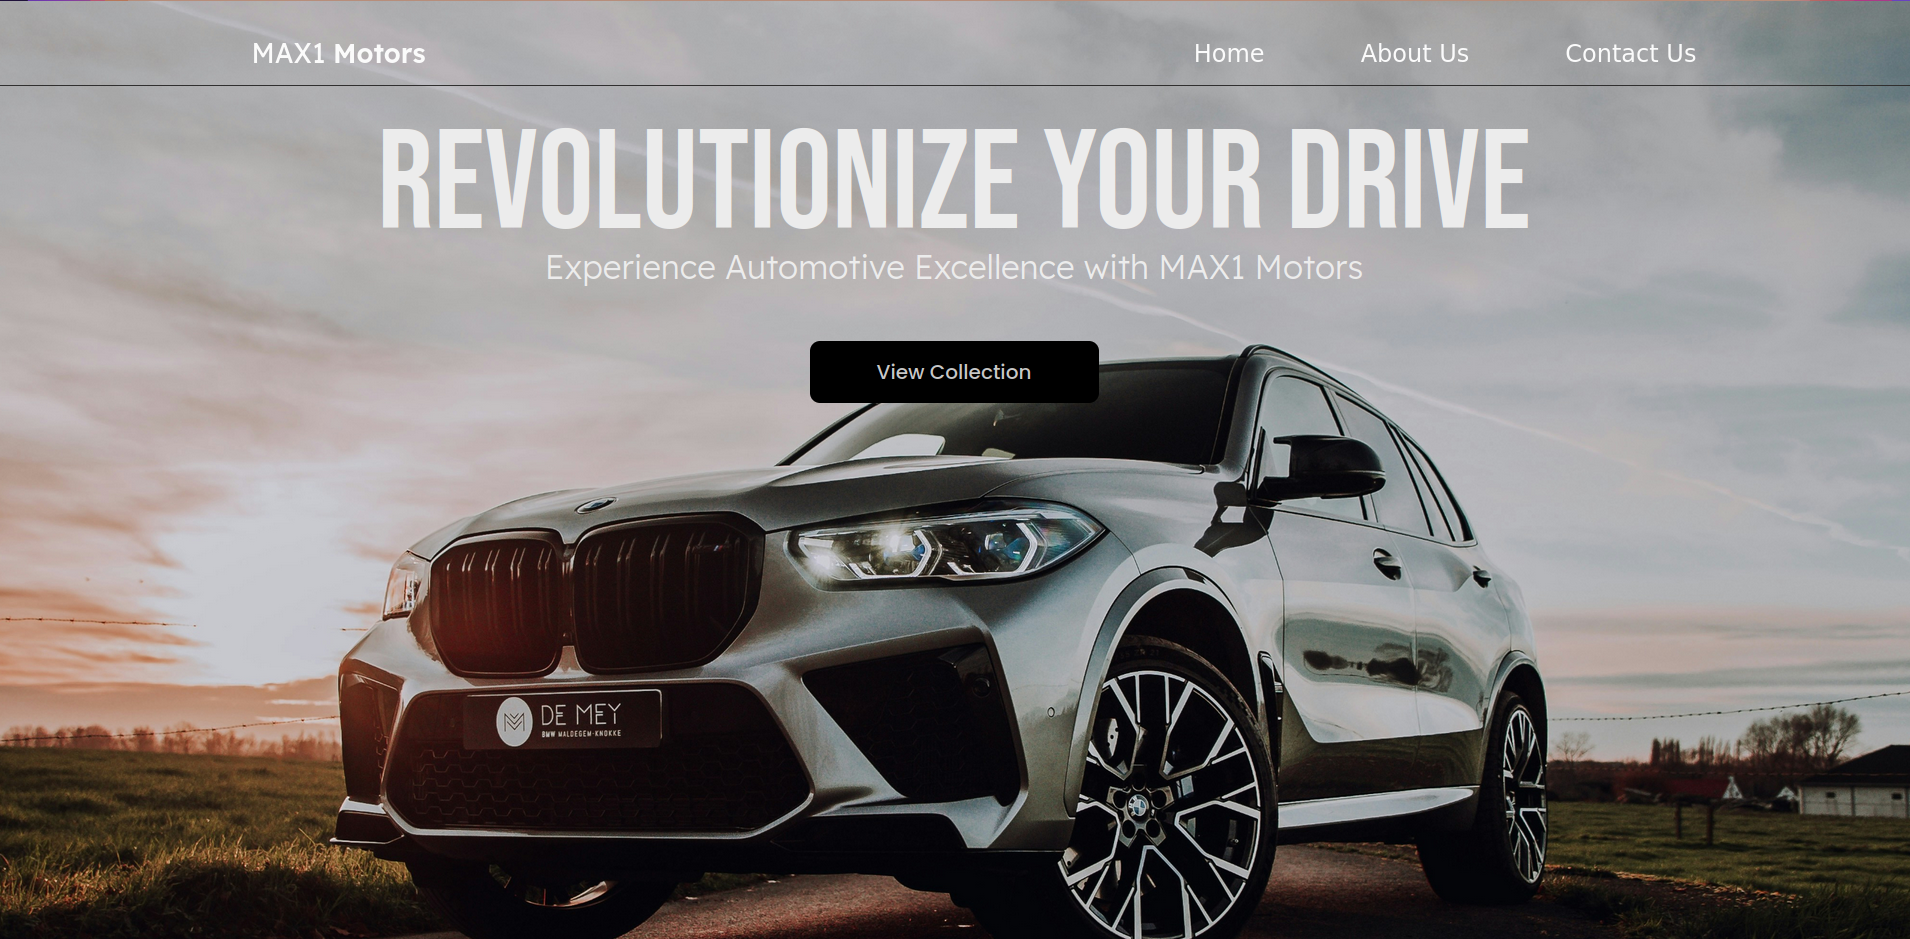 MAX1 Motors
Home
About Us
Contact Us
REVOLUTIONIZE YOUR DRIVE
Experience Automotive Excellence with MAX1 Motors
View Collection
DE MEY
BMW MALDEGEM-KNOKKE